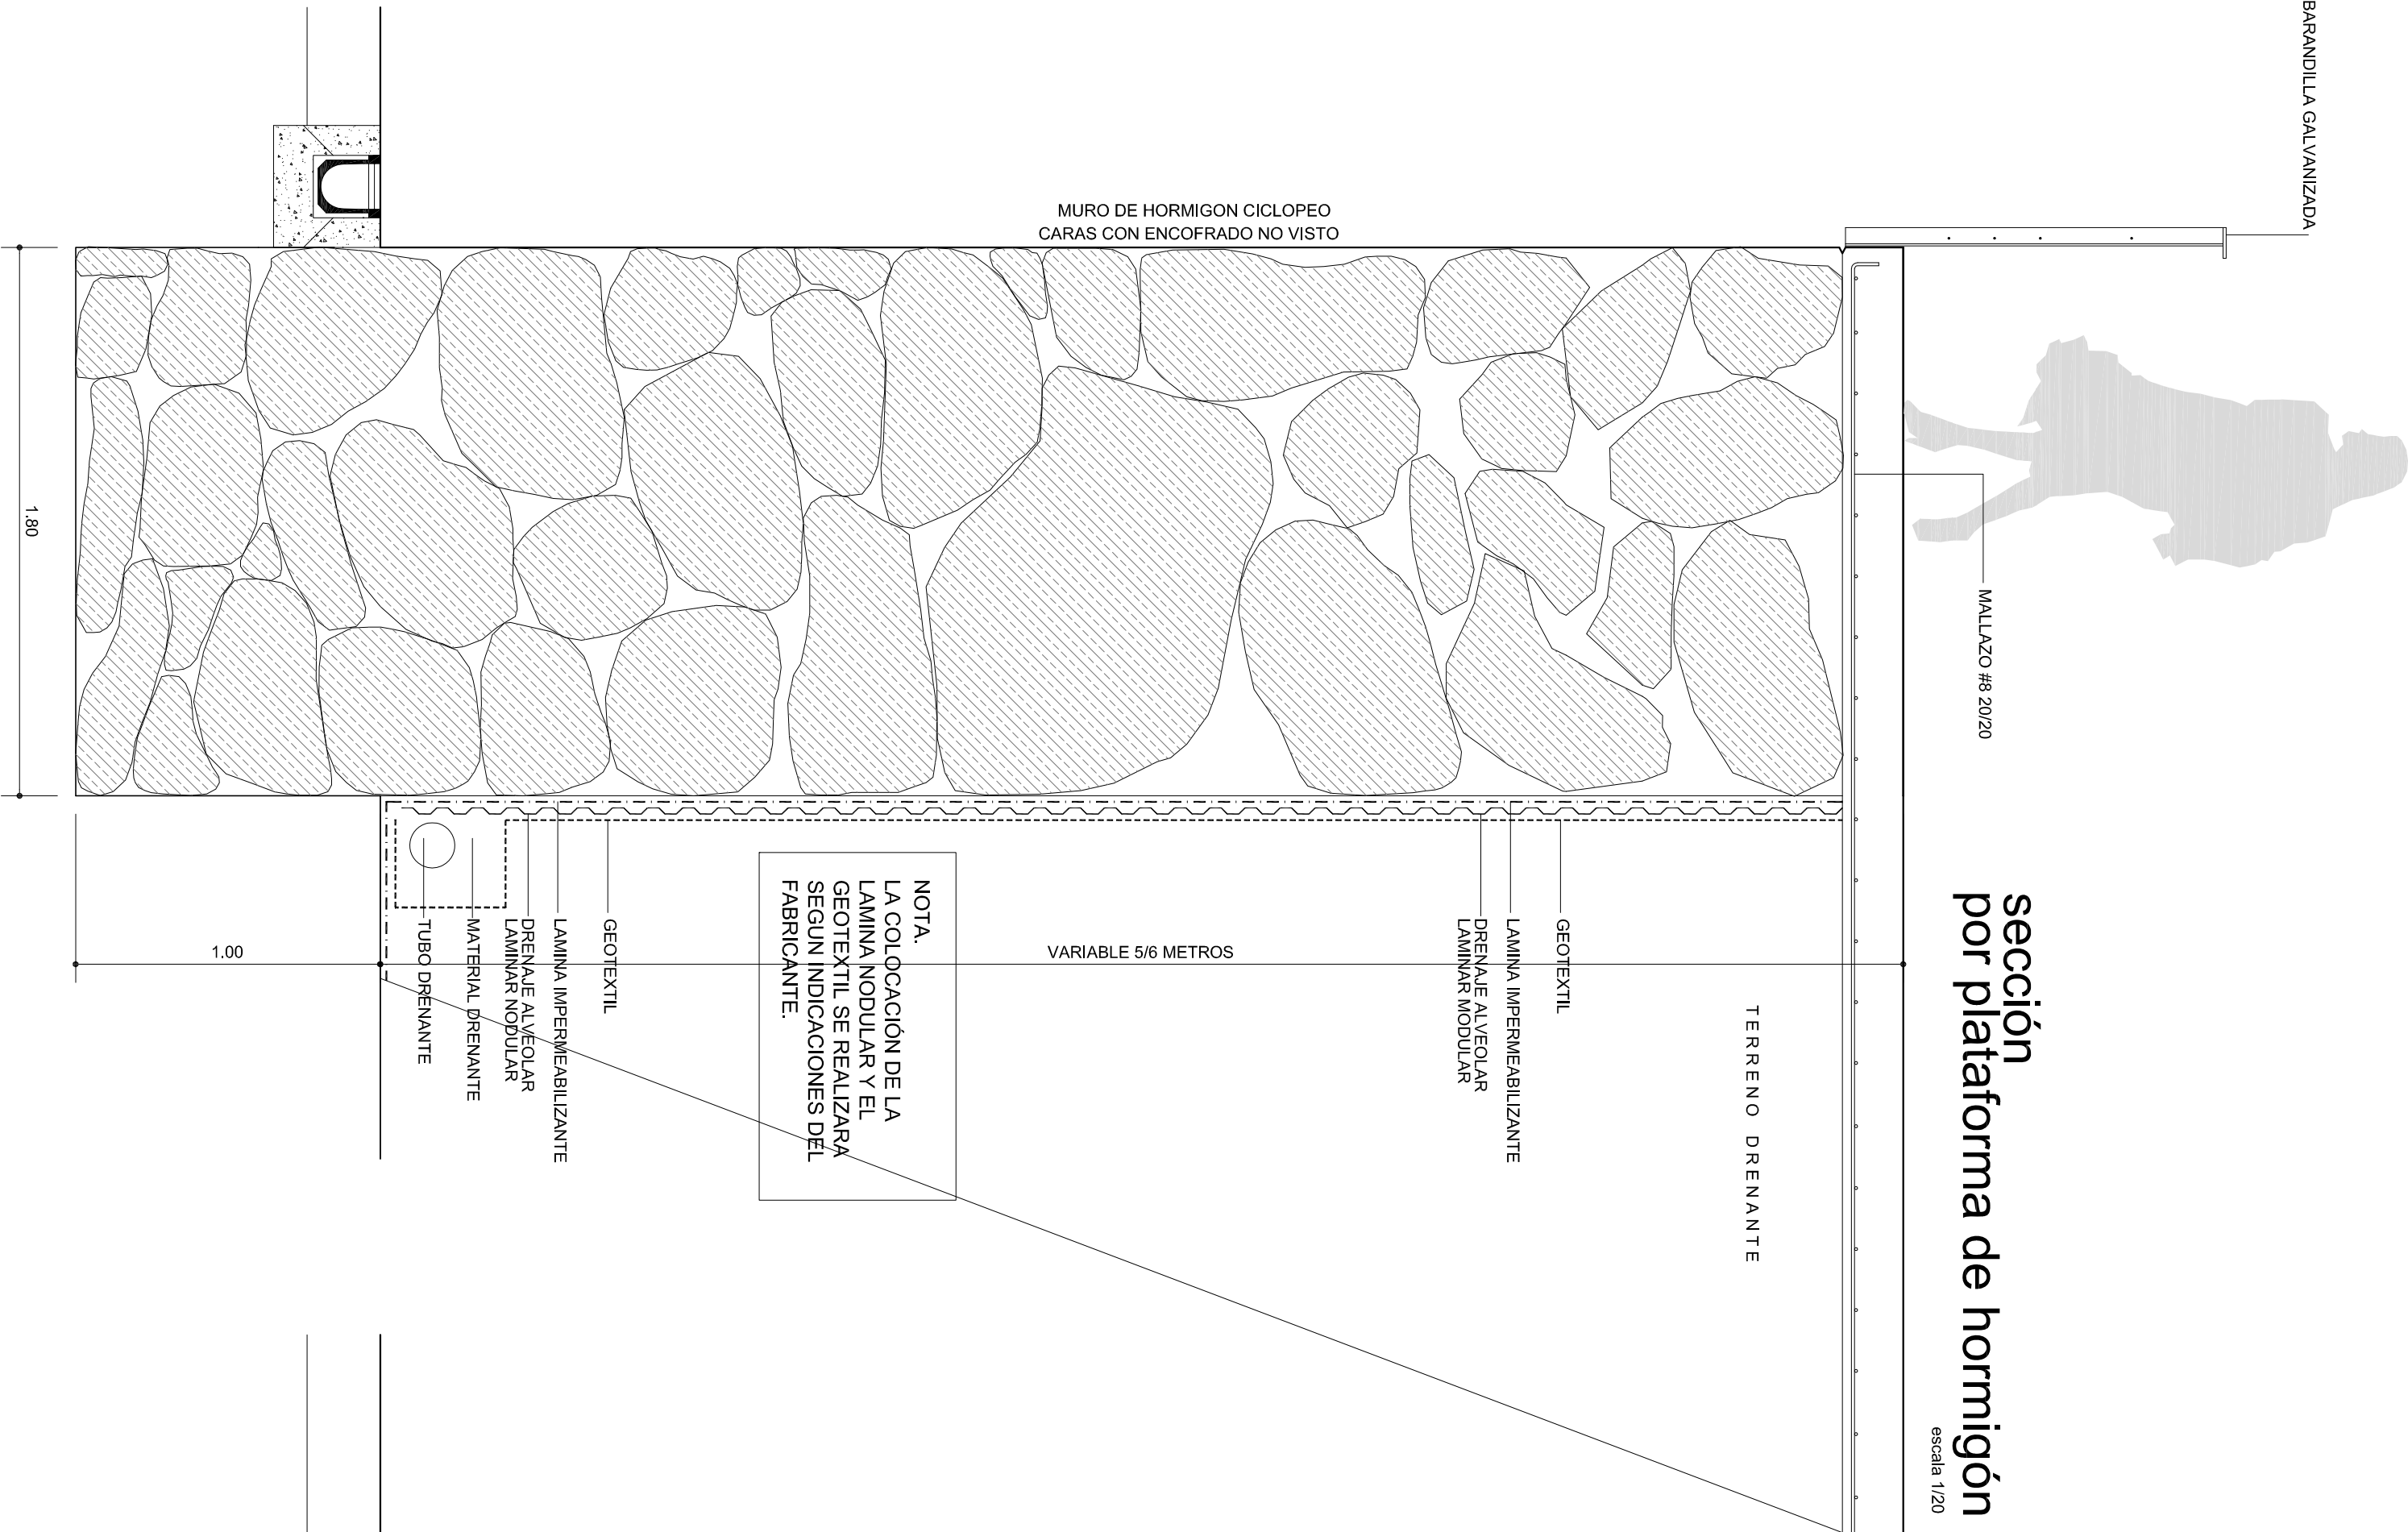 BARANDILLA GALVANIZADA
MURO DE HORMIGON CICLOPEO
CARAS CON ENCOFRADO NO VISTO
MALLAZO #8 20/20
sección
por plataforma de hormigón
escala 1/20
1.80
1.00
VARIABLE 5/6 METROS
TERRENO DRENANTE
GEOTEXTIL
LAMINA IMPERMEABILIZANTE
DRENAJE ALVEOLAR
LAMINAR MODULAR
NOTA.
LA COLOCACIÓN DE LA
LAMINA NODULAR Y EL
GEOTEXTIL SE REALIZARA
SEGUN INDICACIONES DEL
FABRICANTE.
GEOTEXTIL
LAMINA IMPERMEABILIZANTE
DRENAJE ALVEOLAR
LAMINAR NODULAR
MATERIAL DRENANTE
TUBO DRENANTE